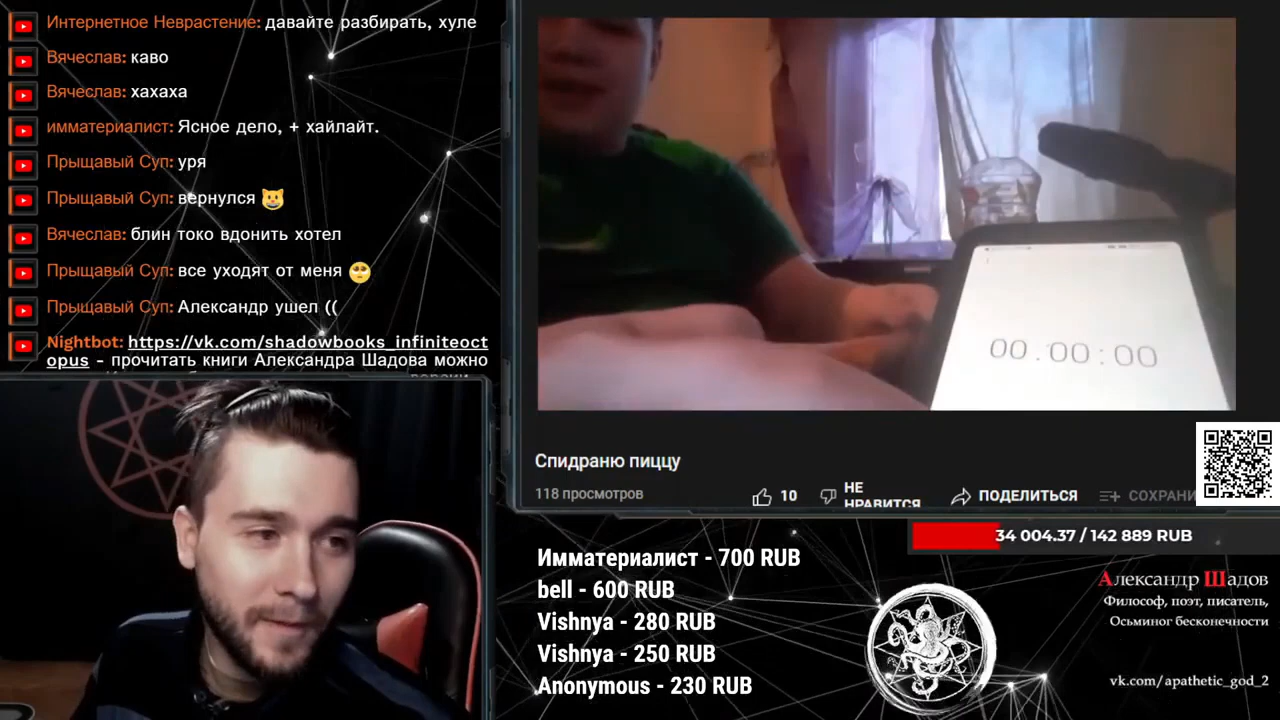 Интернетное Неврастение: давайте разбирать, хуле
Вячеслав: каво
Вячеслав: хахаха
имматериалист: Ясное дело, + хайлайт.
Прыщавый Суп: уря
Прыщавый Суп: вернулся
Вячеслав: блин токо вдонить хотел
Прыщавый Суп: все уходят от меня
Прыщавый Суп: Александр ушел ((
Nightbot: https://vk.com/shadowbooks_infiniteoct
opus - прочитать книги Александра Шадова можно
00.00:00
Спидраню пиццу
118 просмотров
10
НЕ
НРАВИТСЯ
ПОДЕЛИТЬСЯ
СОХРАНИ
34 004.37 / 142 889 RUB
Имматериалист - 700 RUB
bell - 600 RUB
Vishnya - 280 RUB
Vishnya - 250 RUB
Anonymous - 230 RUB
Александр Шадов
Философ, поэт, писатель,
Осьминог бесконечности
vk.com/apathetic_god_2